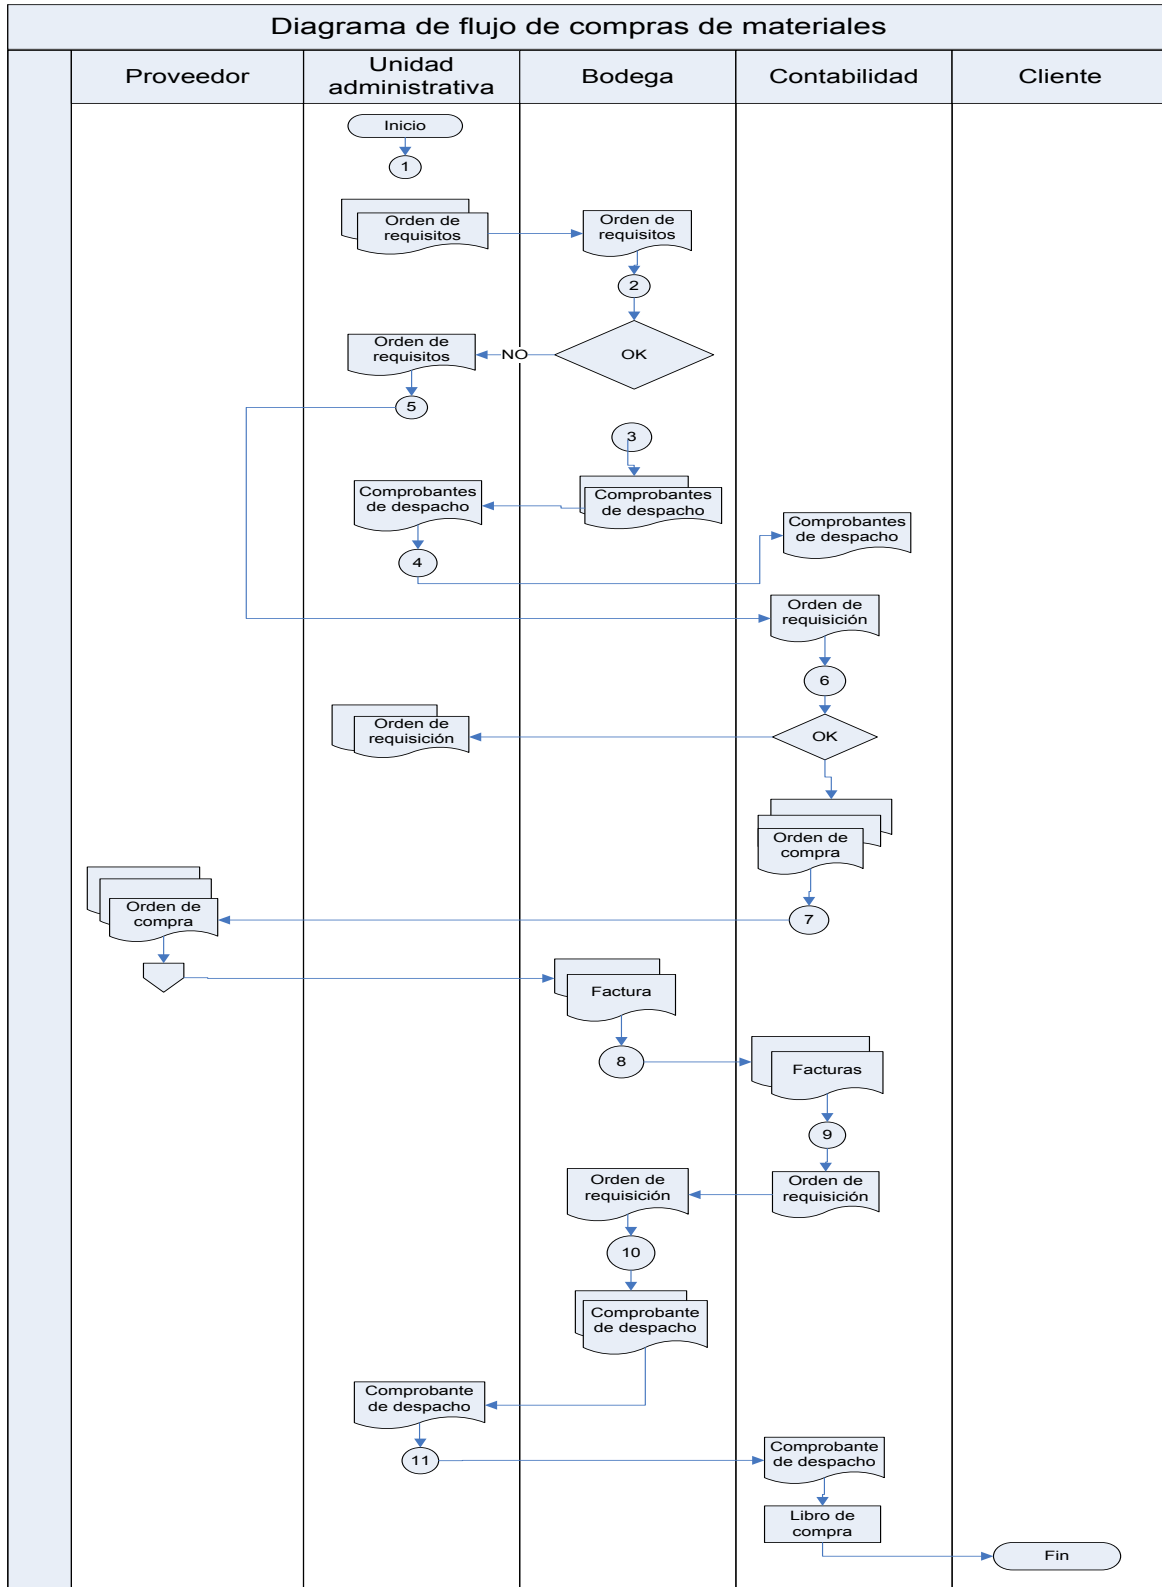 Diagrama de flujo de compras de materiales
Proveedor
Unidad
administrativa
Bodega
Contabilidad
Cliente
Inicio
1
Orden de
requisitos
Orden de
requisitos
2
Orden de
requisitos
NO
OK
5
3
Comprobantes
de despacho
Comprobantes
de despacho
Comprobantes
de despacho
4
Orden de
requisición
6
Orden de
requisición
OK
Orden de
compra
Orden de
compra
7
Factura
8
Facturas
9
Orden de
requisición
Orden de
requisición
10
Comprobante
de despacho
Comprobante
de despacho
11
Comprobante
de despacho
Libro de
compra
Fin